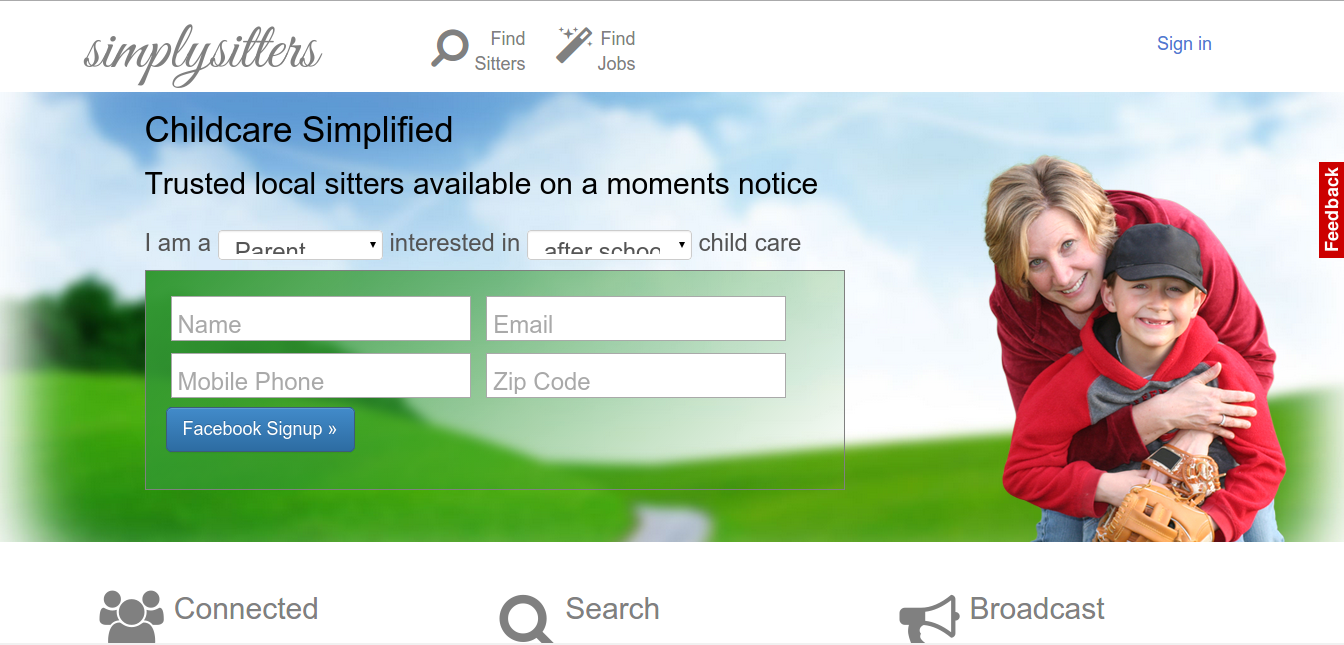 simplysitters
Find
Sitters
Find
Jobs
Sign in
Childcare Simplified
Trusted local sitters available on a moments notice
I am a Parent interested in after schoc child care
Name
Email
Mobile Phone
Zip Code
Facebook Signup »
Feedback
Connected
Search
Broadcast